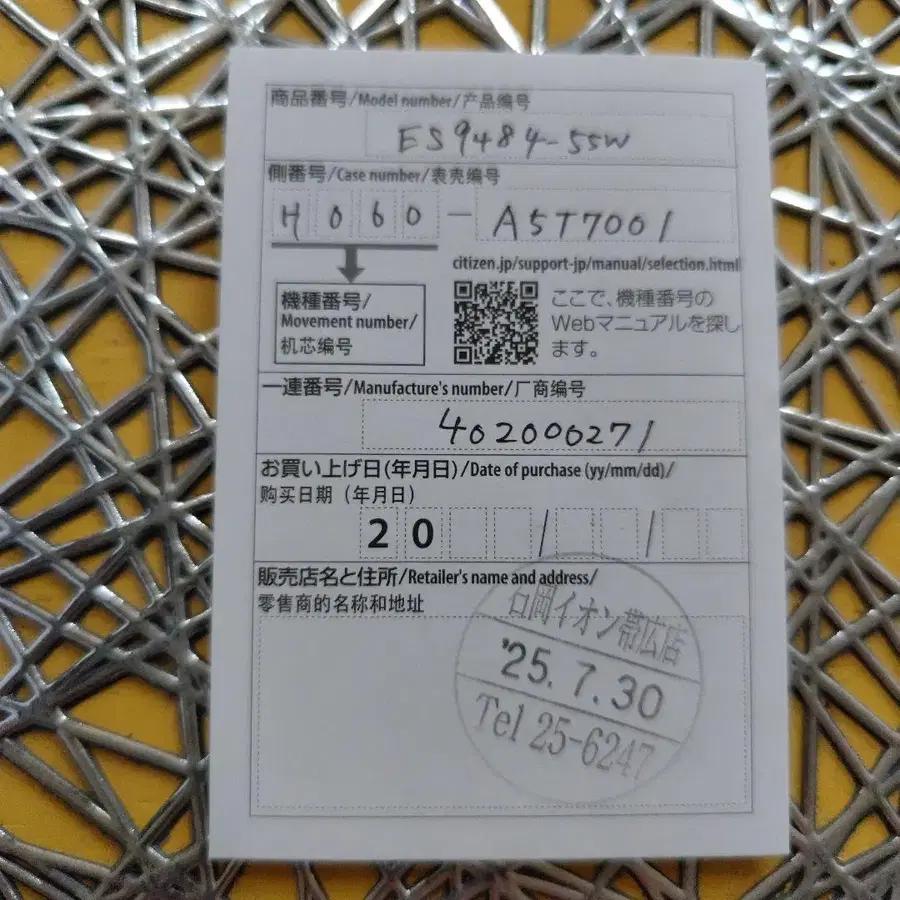 商品番号/Model number/产品编号
ES9484-55W
側番号/Case number/表壳编号
H060-A5T7001
citizen.jp/support-jp/manual/selection.html
機種番号/
Movement number/
机芯编号
ここで、機種番号の
Webマニュアルを探し
ます。
一連番号/Manufacture's number/厂商编号
402000271
お買い上げ日(年月日)/Date of purchase (yy/mm/dd)/
购买日期（年月日）
20 / /
販売店名と住所/Retailer's name and address/
零售商的名称和地址
石岡イオン帯広店
'25.7.30
Tel 25-6247